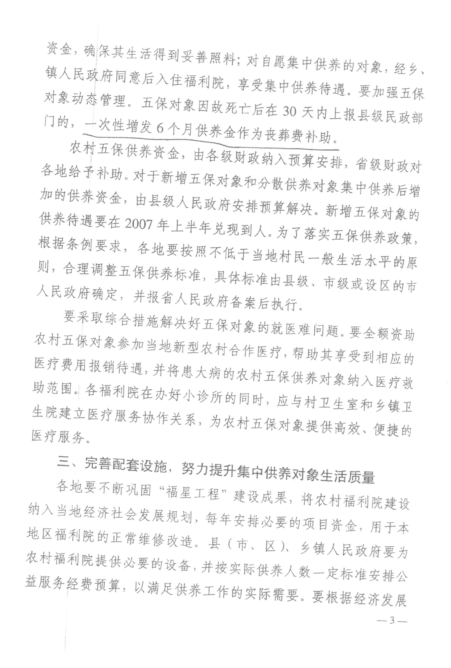 资金，确保其生活得到妥善照料；对自愿集中供养的对象，经乡、
镇人民政府同意后入住福利院，享受集中供养待遇。要加强五保
对象动态管理。五保对象因故死亡后在 30 天内上报县级民政部
门的，一次性增发 6 个月供养金作为丧葬费补助。
农村五保供养资金，由各级财政纳入预算安排，省级财政对
各地给予补助。对于新增五保对象和分散供养对象集中供养后增
加的供养资金，由县级人民政府安排预算解决。新增五保对象的
供养待遇要在 2007 年上半年兑现到人。为了落实五保供养政策，
根据条例要求，各地要按照不低于当地村民一般生活水平的原
则，合理调整五保供养标准，具体标准由县级、市级或设区的市
人民政府确定，并报省人民政府备案后执行。
要采取综合措施解决好五保对象的就医难问题。要全额资助
农村五保对象参加当地新型农村合作医疗，帮助其享受到相应的
医疗费用报销待遇，并将患大病的农村五保供养对象纳入医疗救
助范围。各福利院在办好小诊所的同时，应与村卫生室和乡镇卫
生院建立医疗服务协作关系，为农村五保对象提供高效、便捷的
医疗服务。
三、完善配套设施，努力提升集中供养对象生活质量
各地要不断巩固“福星工程”建设成果，将农村福利院建设
纳入当地经济社会发展规划，每年安排必要的项目资金，用于本
地区福利院的正常维修改造。县（市、区）、乡镇人民政府要为
农村福利院提供必要的设备，并按实际供养人数一定标准安排公
益服务经费预算，以满足供养工作的实际需要。要根据经济发展
— 3 —